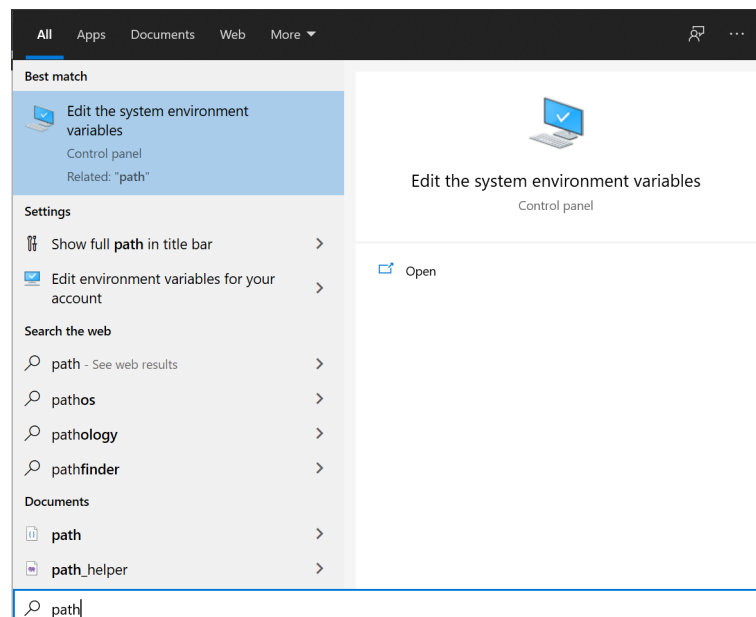 All Apps Documents Web More
Best match
Edit the system environment
variables
Control panel
Related: "path"
Settings
Show full path in title bar
Edit environment variables for your
account
Search the web
path - See web results
pathos
pathology
pathfinder
Documents
path
path_helper
path
Edit the system environment variables
Control panel
Open